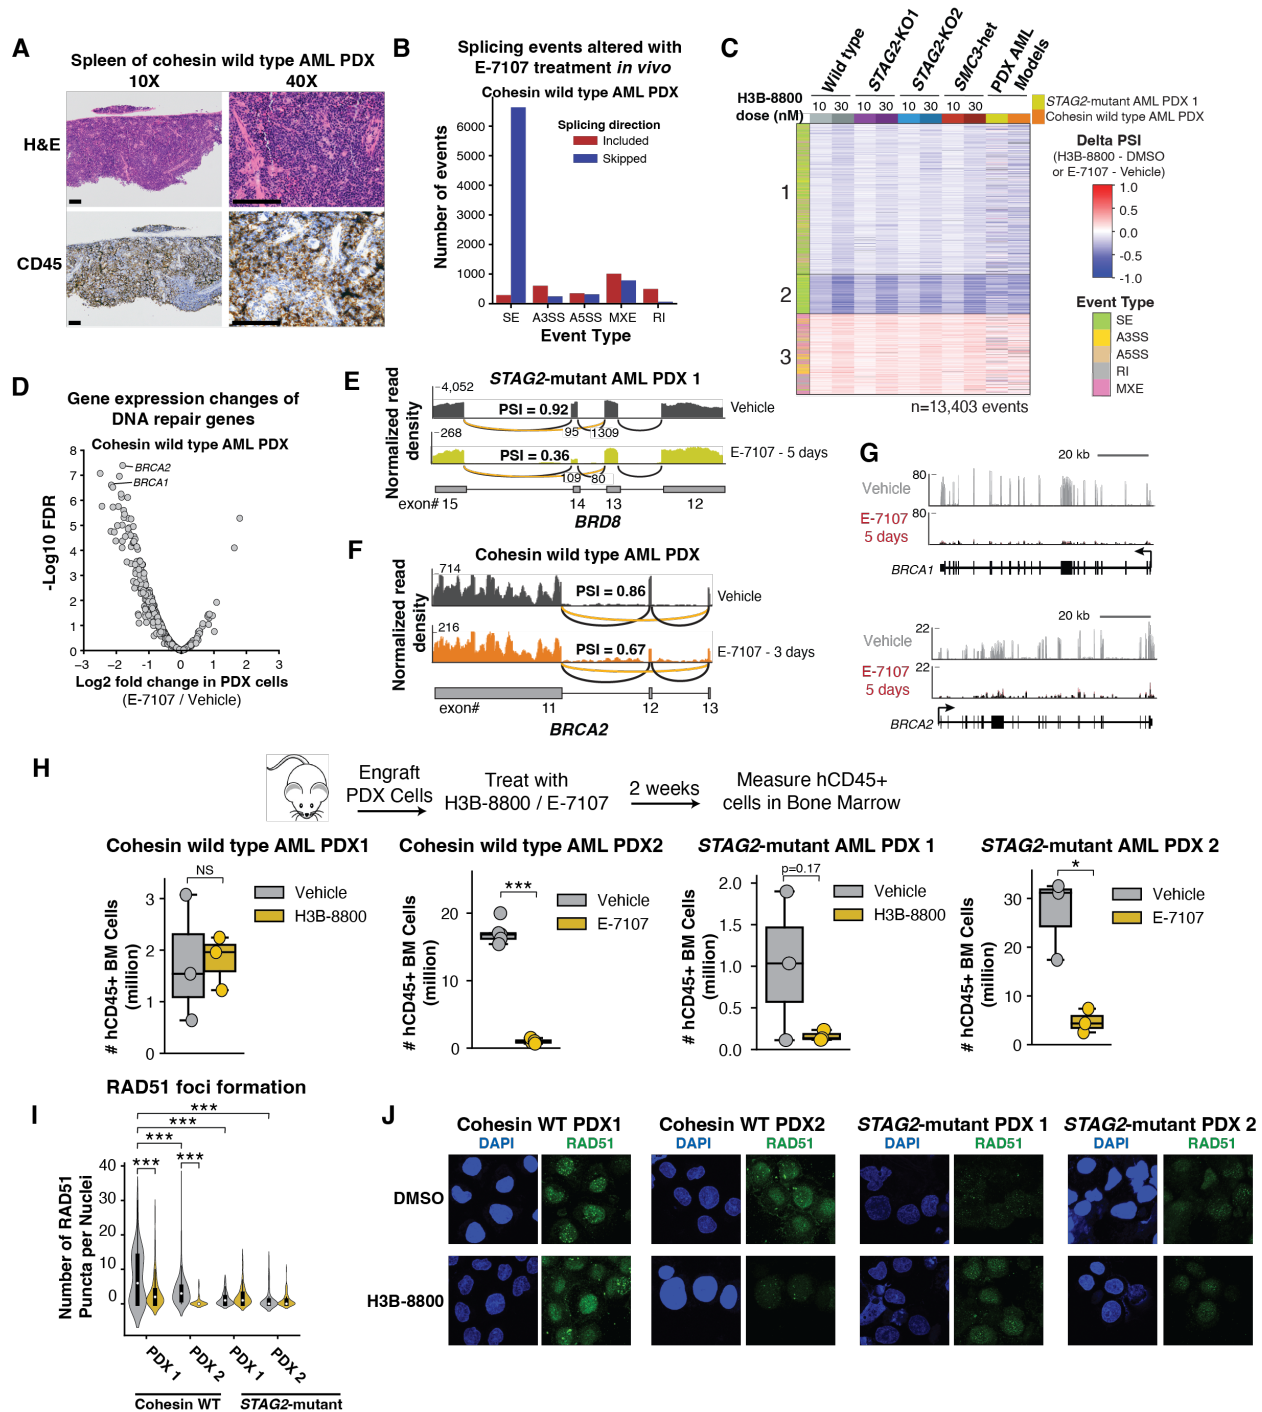 A
Spleen of cohesin wild type AML PDX
10X
40X
H&E
CD45
B
Splicing events altered with
E-7107 treatment in vivo
Cohesin wild type AML PDX
Splicing direction
Included
Skipped
Number of events
6000
5000
4000
3000
2000
1000
0
SE
A3SS
A5SS
MXE
RI
Event Type
C
Wild type
STAG2-KO1
STAG2-KO2
SMC3-het
PDX AML
Models
H3B-8800
dose (nM)
10 30 10 30 10 30 10 30
STAG2-mutant AML PDX 1
Cohesin wild type AML PDX
1
2
3
n=13,403 events
Delta PSI
(H3B-8800 - DMSO
or E-7107 - Vehicle)
1.0
0.5
0.0
-0.5
-1.0
Event Type
SE
A3SS
A5SS
RI
MXE
D
Gene expression changes of
DNA repair genes
Cohesin wild type AML PDX
-Log10 FDR
8
7
6
5
4
3
2
1
0
BRCA2
BRCA1
−3 −2 −1 0 1 2 3
Log2 fold change in PDX cells
(E-7107 / Vehicle)
E
STAG2-mutant AML PDX 1
Normalized read
density
4,052
PSI = 0.92
Vehicle
95
1309
268
PSI = 0.36
E-7107 - 5 days
109
80
exon# 15
14
13
12
BRD8
F
Cohesin wild type AML PDX
Normalized read
density
714
PSI = 0.86
Vehicle
216
PSI = 0.67
E-7107 - 3 days
exon#
11
12
13
BRCA2
G
20 kb
80
Vehicle
80
E-7107
5 days
BRCA1
20 kb
22
Vehicle
22
E-7107
5 days
BRCA2
H
Engraft
PDX Cells
Treat with
H3B-8800 / E-7107
2 weeks
Measure hCD45+
cells in Bone Marrow
Cohesin wild type AML PDX1
# hCD45+ BM Cells
(million)
3
2
1
0
NS
Vehicle
H3B-8800
Cohesin wild type AML PDX2
# hCD45+ BM Cells
(million)
20
10
0
***
Vehicle
E-7107
STAG2-mutant AML PDX 1
# hCD45+ BM Cells
(million)
2.0
1.5
1.0
0.5
0.0
p=0.17
Vehicle
H3B-8800
STAG2-mutant AML PDX 2
# hCD45+ BM Cells
(million)
30
20
10
0
*
Vehicle
E-7107
I
RAD51 foci formation
***
***
***
***
***
Number of RAD51
Puncta per Nuclei
40
30
20
10
0
PDX 1
PDX 2
PDX 1
PDX 2
Cohesin WT
STAG2-mutant
J
Cohesin WT PDX1
DAPI
RAD51
Cohesin WT PDX2
DAPI
RAD51
STAG2-mutant PDX 1
DAPI
RAD51
STAG2-mutant PDX 2
DAPI
RAD51
DMSO
H3B-8800